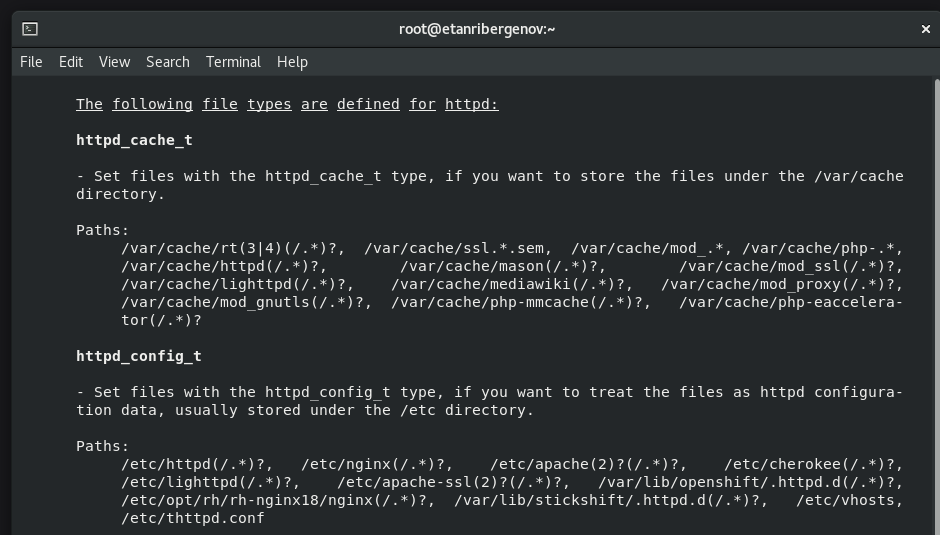 root@etanribergenov:~
File Edit View Search Terminal Help
The following file types are defined for httpd:
httpd_cache_t
- Set files with the httpd_cache_t type, if you want to store the files under the /var/cache
directory.
Paths:
/var/cache/rt(3|4)(/.*)?, /var/cache/ssl.*.sem, /var/cache/mod_.*, /var/cache/php-.*,
/var/cache/httpd(/.*)?, /var/cache/mason(/.*)?, /var/cache/mod_ssl(/.*)?,
/var/cache/lighttpd(/.*)?, /var/cache/mediawiki(/.*)?, /var/cache/mod_proxy(/.*)?,
/var/cache/mod_gnutls(/.*)?, /var/cache/php-mmcache(/.*)?, /var/cache/php-eaccelera-
tor(/.*)?
httpd_config_t
- Set files with the httpd_config_t type, if you want to treat the files as httpd configura-
tion data, usually stored under the /etc directory.
Paths:
/etc/httpd(/.*)?, /etc/nginx(/.*)?, /etc/apache(2)?(/.*)?, /etc/cherokee(/.*)?,
/etc/lighttpd(/.*)?, /etc/apache-ssl(2)?(/.*)?, /var/lib/openshift/.httpd.d(/.*)?,
/etc/opt/rh/rh-nginx18/nginx(/.*)?, /var/lib/stickshift/.httpd.d(/.*)?, /etc/vhosts,
/etc/thttpd.conf